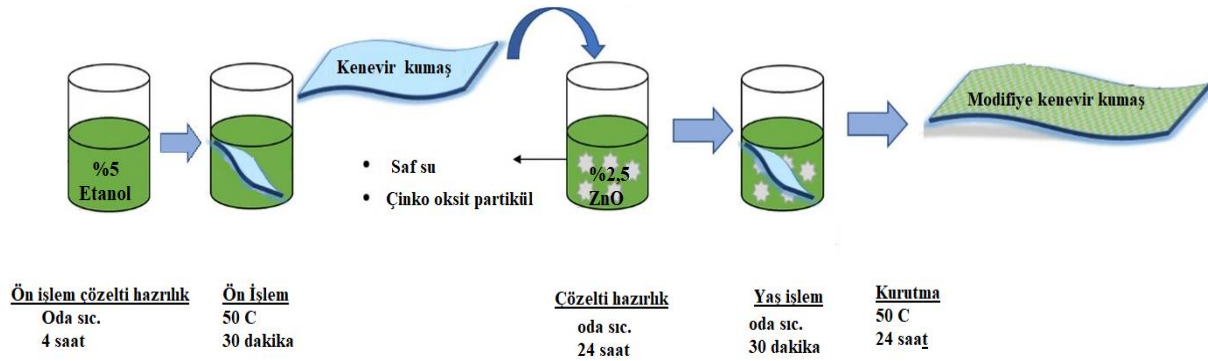 Kenevir kumaş
Modifiye kenevir kumaş
%5
Etanol
• Saf su
• Çinko oksit partikül
%2,5
ZnO
Ön işlem çözelti hazrılık
Oda sıc.
4 saat
Ön İşlem
50 C
30 dakika
Çözelti hazırlık
oda sıc.
24 saat
Yaş işlem
oda sıc.
30 dakika
Kurutma
50 C
24 saat